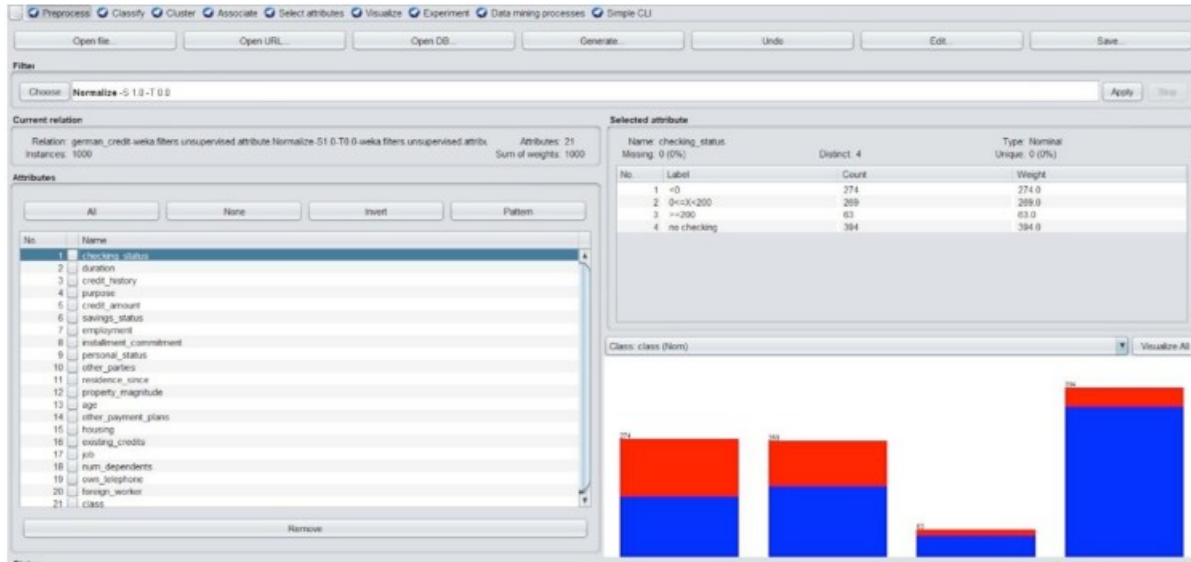 Preprocess Classify Cluster Associate Select attributes Visualize Experiment Data mining processes Simple CLI
Open file... Open URL... Open DB... Generate... Undo Edit... Save...
Filter
Choose Normalize -S 1.0 -T 0.0 Apply Stop
Current relation
Relation: german_credit-weka.filters.unsupervised.attribute.Normalize-S1.0-T0.0-weka.filters.unsupervised.attribu Attributes: 21
Instances: 1000 Sum of weights: 1000
Attributes
All None Invert Pattern
No. Name
1 checking_status
2 duration
3 credit_history
4 purpose
5 credit_amount
6 savings_status
7 employment
8 installment_commitment
9 personal_status
10 other_parties
11 residence_since
12 property_magnitude
13 age
14 other_payment_plans
15 housing
16 existing_credits
17 job
18 num_dependents
19 own_telephone
20 foreign_worker
21 class
Remove
Selected attribute
Name: checking_status Type: Nominal
Missing: 0 (0%) Distinct: 4 Unique: 0 (0%)
No. Label Count Weight
1 <0 274 274.0
2 0<=X<200 269 269.0
3 >=200 63 63.0
4 no checking 394 394.0
Class: class (Nom) Visualize All
274 269 63 394